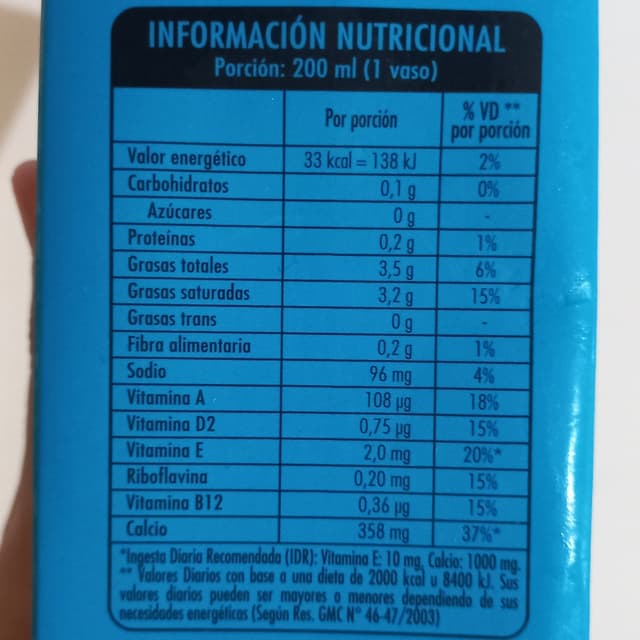 INFORMACIÓN NUTRICIONAL
Porción: 200 ml (1 vaso)
Por porción % VD ** por porción
Valor energético 33 kcal = 138 kJ 2%
Carbohidratos 0,1 g 0%
Azúcares 0 g -
Proteínas 0,2 g 1%
Grasas totales 3,5 g 6%
Grasas saturadas 3,2 g 15%
Grasas trans 0 g -
Fibra alimentaria 0,2 g 1%
Sodio 96 mg 4%
Vitamina A 108 µg 18%
Vitamina D2 0,75 µg 15%
Vitamina E 2,0 mg 20%*
Riboflavina 0,20 mg 15%
Vitamina B12 0,36 µg 15%
Calcio 358 mg 37%*
*Ingesta Diaria Recomendada (IDR): Vitamina E: 10 mg, Calcio: 1000 mg.
** Valores Diarios con base a una dieta de 2000 kcal u 8400 kJ. Sus
valores diarios pueden ser mayores o menores dependiendo de sus
necesidades energéticas (Según Res. GMC N° 46-47/2003)